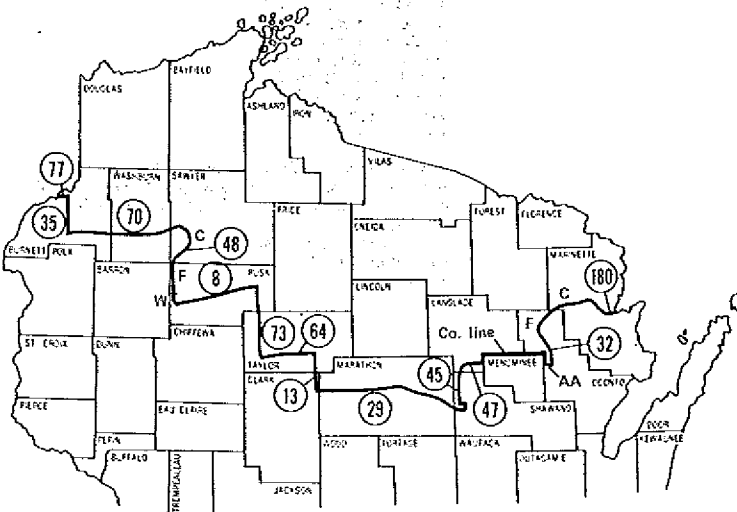 BAYFIELD
DOUGLAS
ASHLAND
IRON
VILAS
77
WASHBURN
SAWYER
35
70
C
48
PRICE
FOREST
FLORENCE
ONEIDA
MARINETTE
BURNETT
POLK
BARRON
F
8
RUSK
W
LINCOLN
LANGLADE
C
180
F
CHIPPEWA
73
64
Co. line
32
ST. CROIX
DUNN
TAYLOR
MARATHON
45
MENOMINEE
AA
CLARK
13
29
47
OCONTO
PIERCE
EAU CLAIRE
SHAWANO
DOOR
PEPIN
WOOD
PORTAGE
WAUPACA
KEWAUNEE
BUFFALO
TREMPEALEAU
OUTAGAMIE
JACKSON